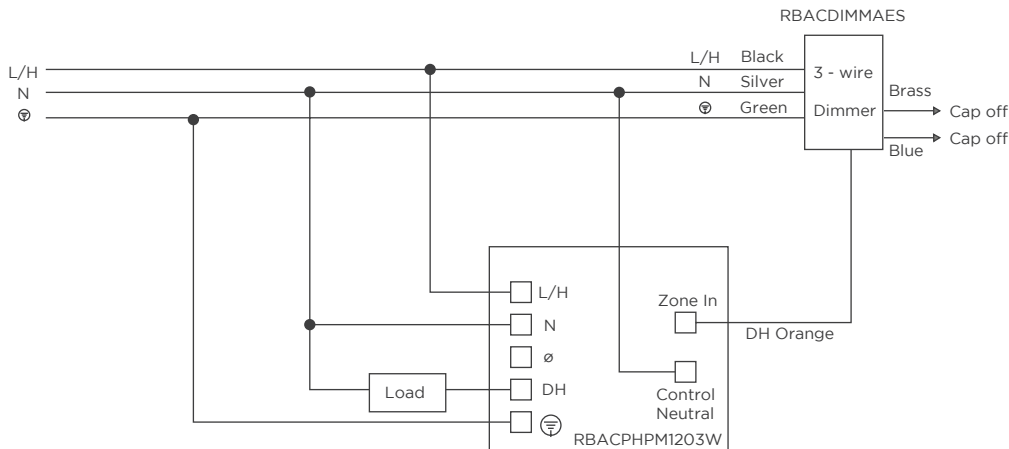 RBACDIMMAES
L/H
N
L/H Black
N Silver
Green
3 - wire
Dimmer
Brass
Cap off
Blue
Cap off
L/H
N
ø
DH
Load
Zone In
DH Orange
Control
Neutral
RBACPHPM1203W